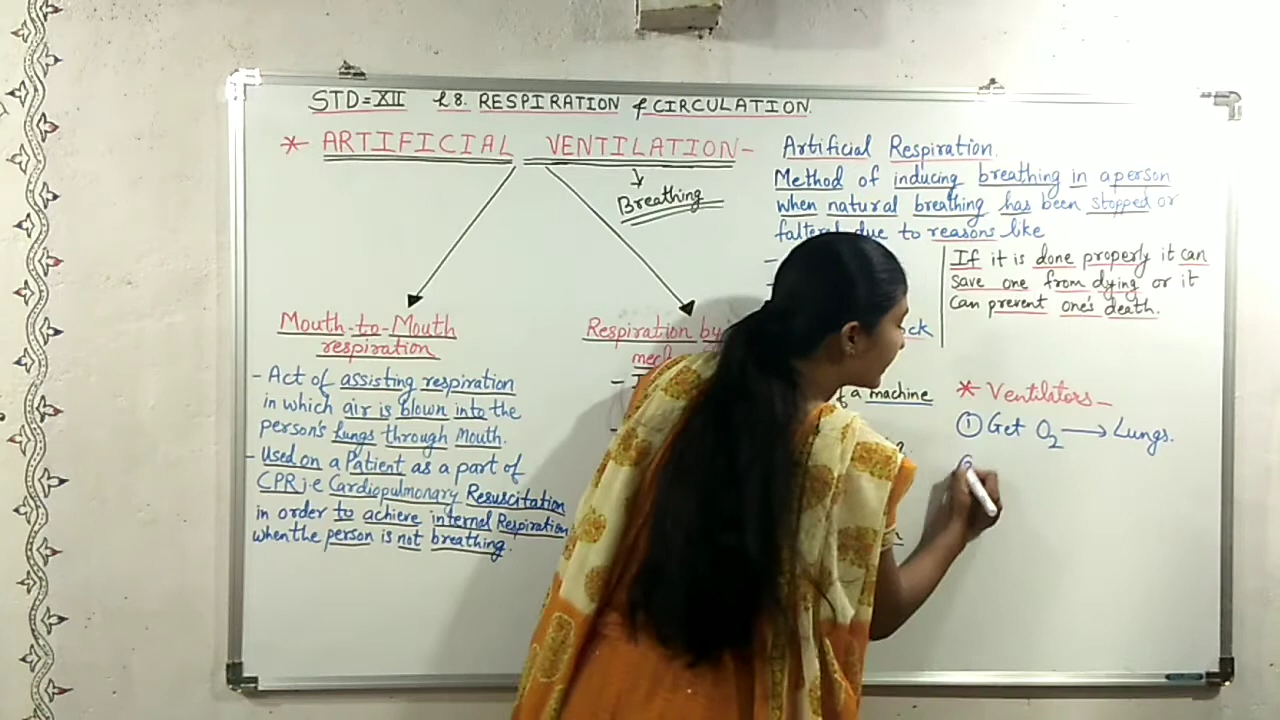 STD=XII L8. RESPIRATION & CIRCULATION.
* ARTIFICIAL VENTILATION-
Breathing
Mouth-to-Mouth
respiration
- Act of assisting respiration
in which air is blown into the
person's lungs through Mouth.
- Used on a Patient as a part of
CPR i.e Cardiopulmonary Resuscitation
in order to achieve internal Respiration
when the person is not breathing.
Respiration by
Artificial Respiration.
Method of inducing breathing in a person
when natural breathing has been stopped or
due to reasons like
If it is done properly it can
save one from dying or it
can prevent one's death.
a machine
* Ventilators-
① Get O2 → Lungs.